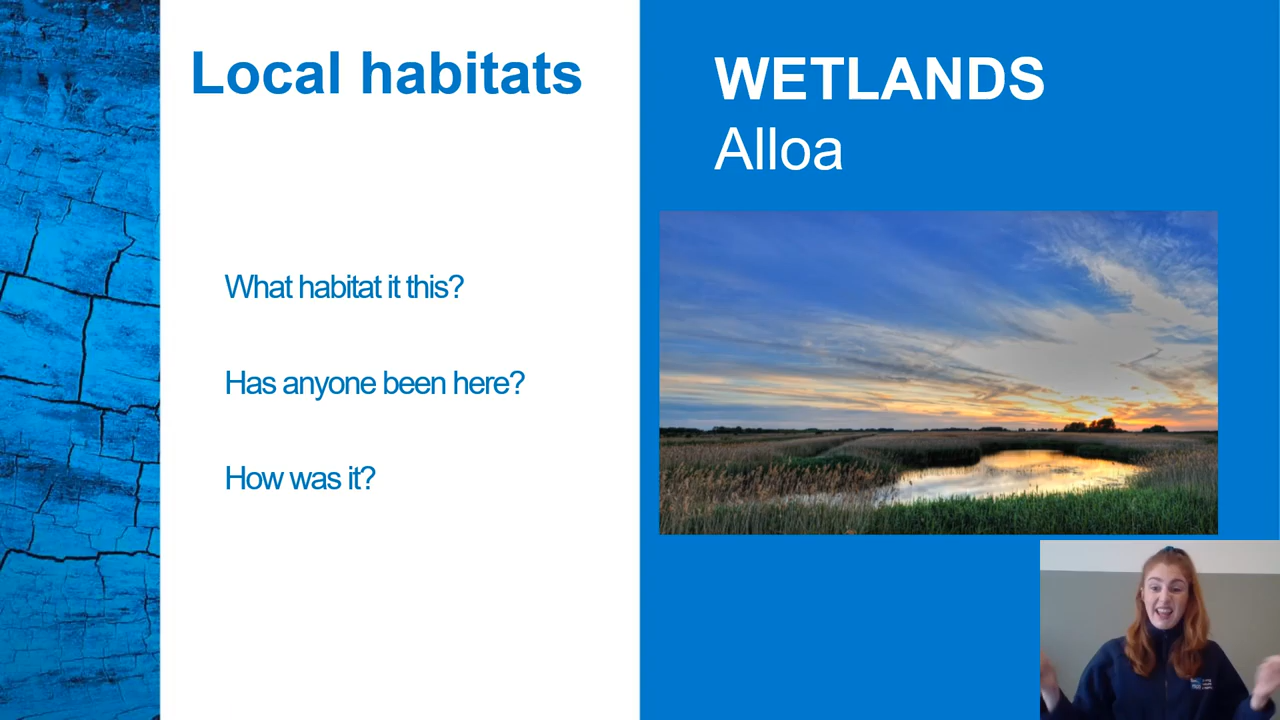 Local habitats
What habitat it this?
Has anyone been here?
How was it?
WETLANDS
Alloa